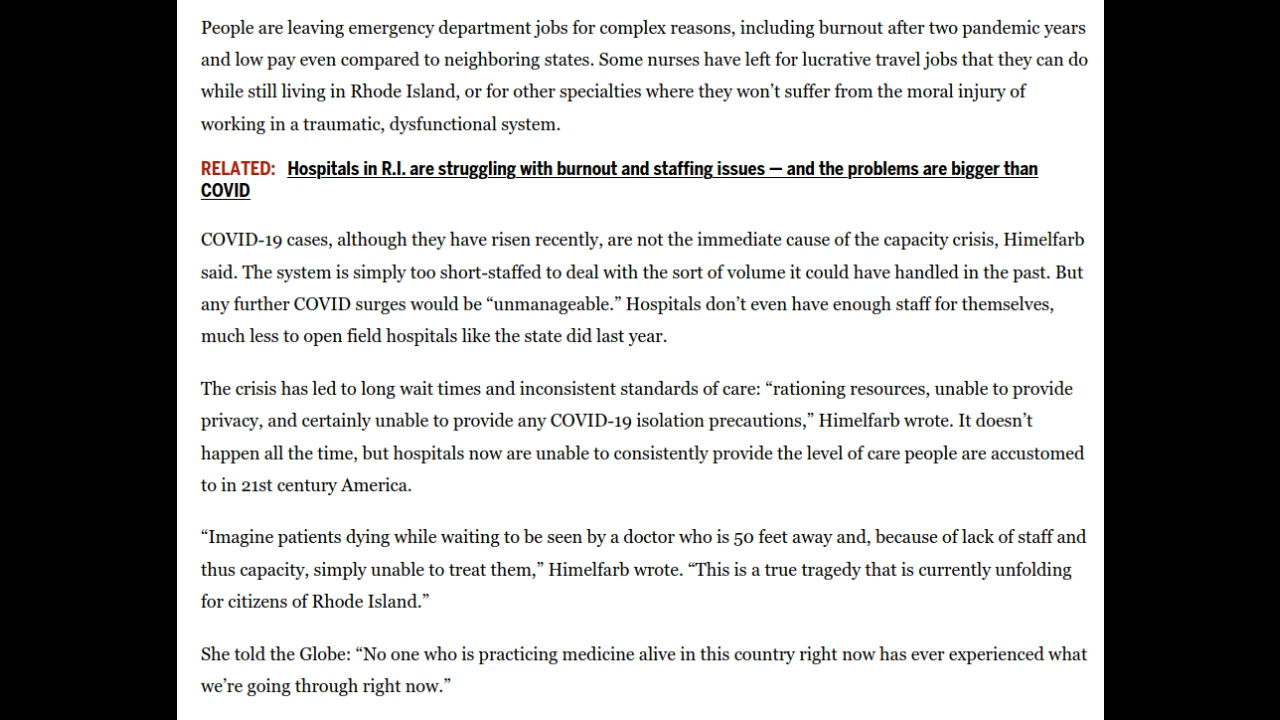 People are leaving emergency department jobs for complex reasons, including burnout after two pandemic years
and low pay even compared to neighboring states. Some nurses have left for lucrative travel jobs that they can do
while still living in Rhode Island, or for other specialties where they won’t suffer from the moral injury of
working in a traumatic, dysfunctional system.
RELATED: Hospitals in R.I. are struggling with burnout and staffing issues — and the problems are bigger than
COVID
COVID-19 cases, although they have risen recently, are not the immediate cause of the capacity crisis, Himelfarb
said. The system is simply too short-staffed to deal with the sort of volume it could have handled in the past. But
any further COVID surges would be “unmanageable.” Hospitals don’t even have enough staff for themselves,
much less to open field hospitals like the state did last year.
The crisis has led to long wait times and inconsistent standards of care: “rationing resources, unable to provide
privacy, and certainly unable to provide any COVID-19 isolation precautions,” Himelfarb wrote. It doesn’t
happen all the time, but hospitals now are unable to consistently provide the level of care people are accustomed
to in 21st century America.
“Imagine patients dying while waiting to be seen by a doctor who is 50 feet away and, because of lack of staff and
thus capacity, simply unable to treat them,” Himelfarb wrote. “This is a true tragedy that is currently unfolding
for citizens of Rhode Island.”
She told the Globe: “No one who is practicing medicine alive in this country right now has ever experienced what
we’re going through right now.”